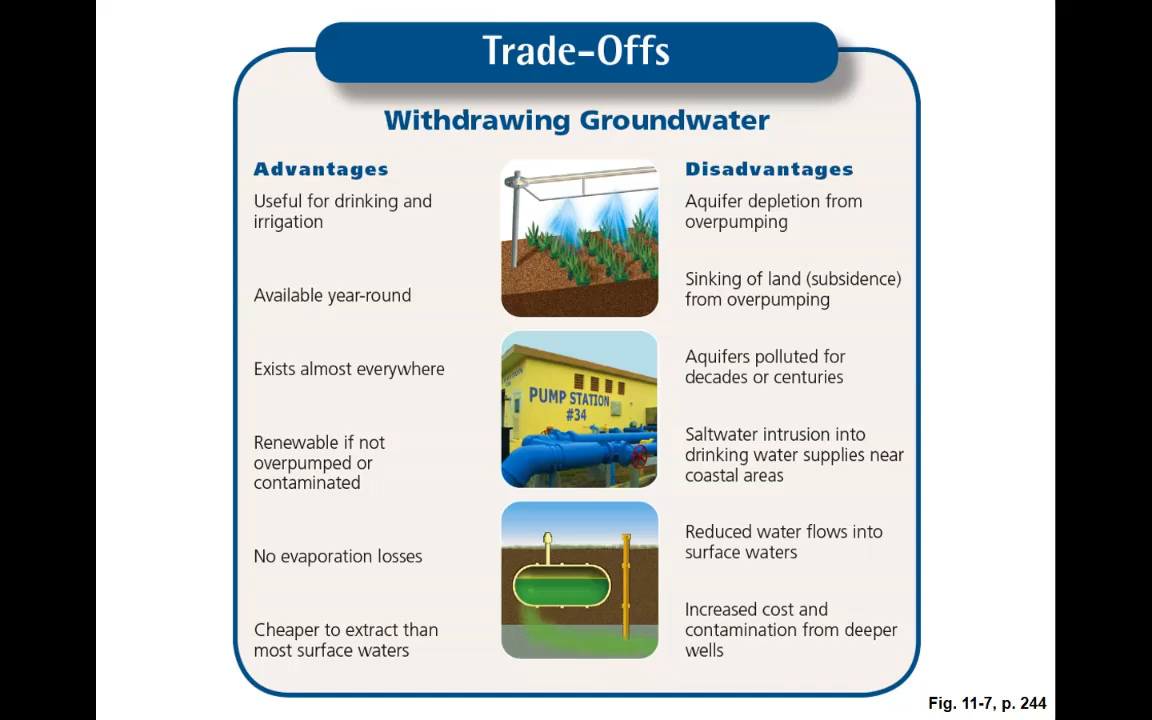 Trade-Offs
Withdrawing Groundwater
Advantages
Useful for drinking and
irrigation
Available year-round
Exists almost everywhere
Renewable if not
overpumped or
contaminated
No evaporation losses
Cheaper to extract than
most surface waters
PUMP STATION
#34
Disadvantages
Aquifer depletion from
overpumping
Sinking of land (subsidence)
from overpumping
Aquifers polluted for
decades or centuries
Saltwater intrusion into
drinking water supplies near
coastal areas
Reduced water flows into
surface waters
Increased cost and
contamination from deeper
wells
Fig. 11-7, p. 244